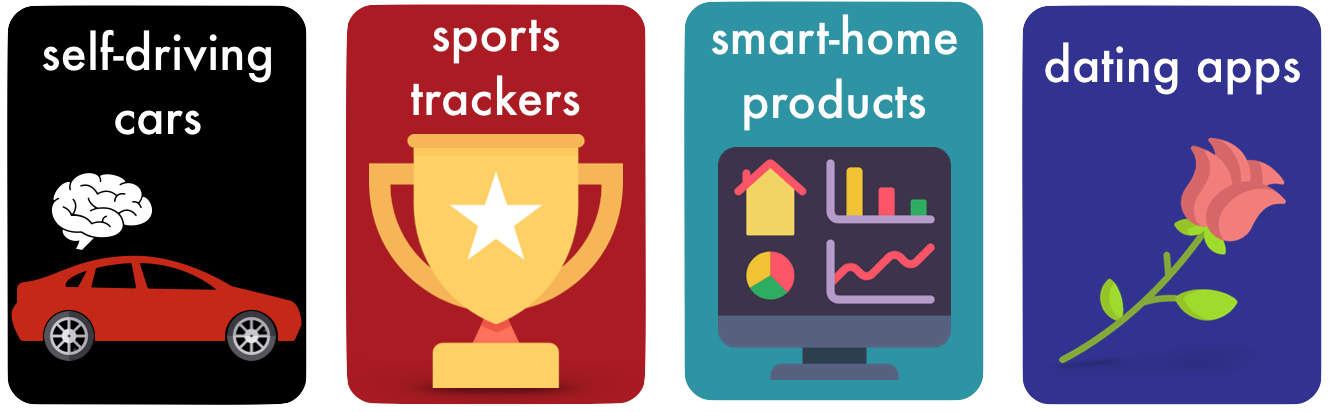 self-driving
cars
sports
trackers
smart-home
products
dating apps